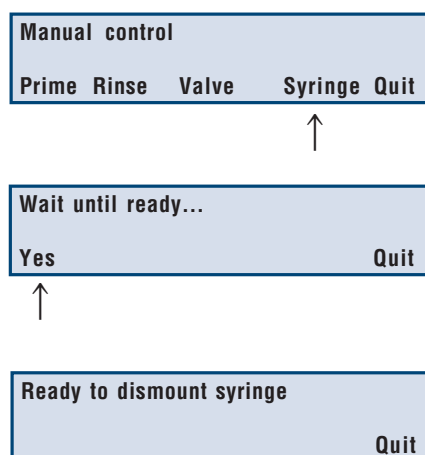 Manual control
Prime Rinse Valve Syringe Quit
Wait until ready...
Yes Quit
Ready to dismount syringe
Quit